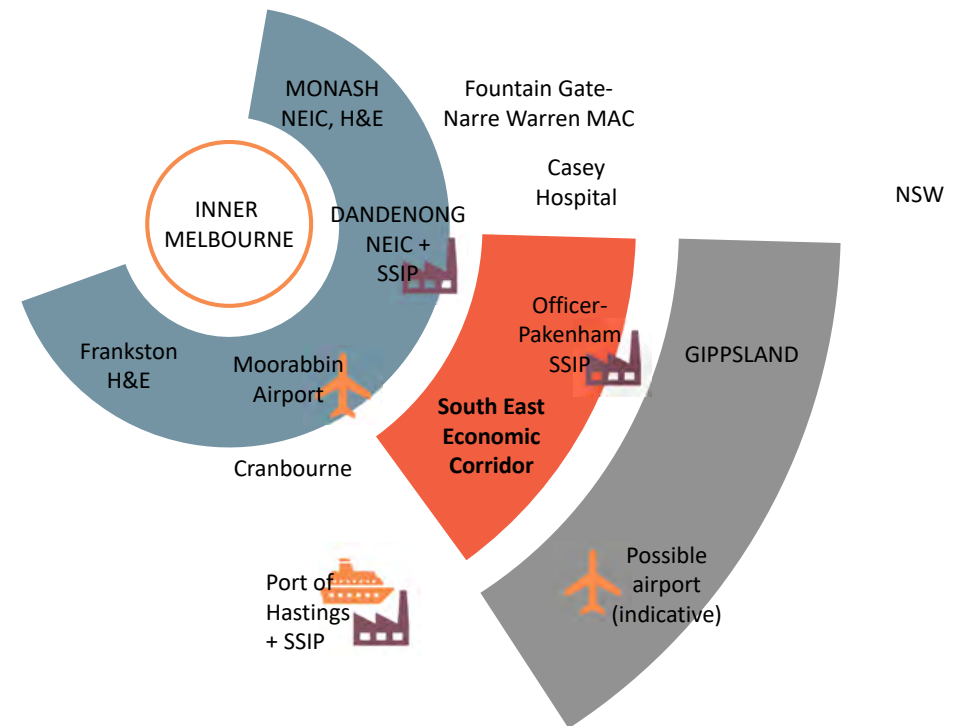 MONASH
NEIC, H&E
Fountain Gate-
Narre Warren MAC
Casey
Hospital
NSW
INNER
MELBOURNE
DANDENONG
NEIC +
SSIP
Officer-
Pakenham
SSIP
GIPPSLAND
Frankston
H&E
Moorabbin
Airport
South East
Economic
Corridor
Cranbourne
Port of
Hastings
+ SSIP
Possible
airport
(indicative)